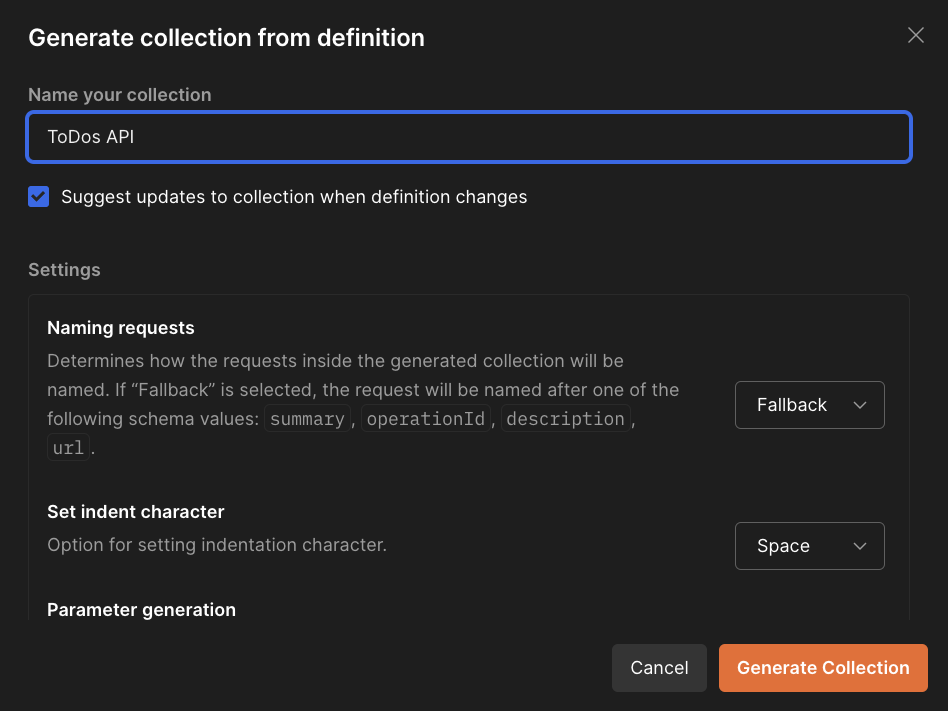 Generate collection from definition
Name your collection
ToDos API
Suggest updates to collection when definition changes
Settings
Naming requests
Determines how the requests inside the generated collection will be
named. If “Fallback” is selected, the request will be named after one of the
following schema values: summary, operationId, description,
url.
Fallback
Set indent character
Option for setting indentation character.
Space
Parameter generation
Cancel
Generate Collection